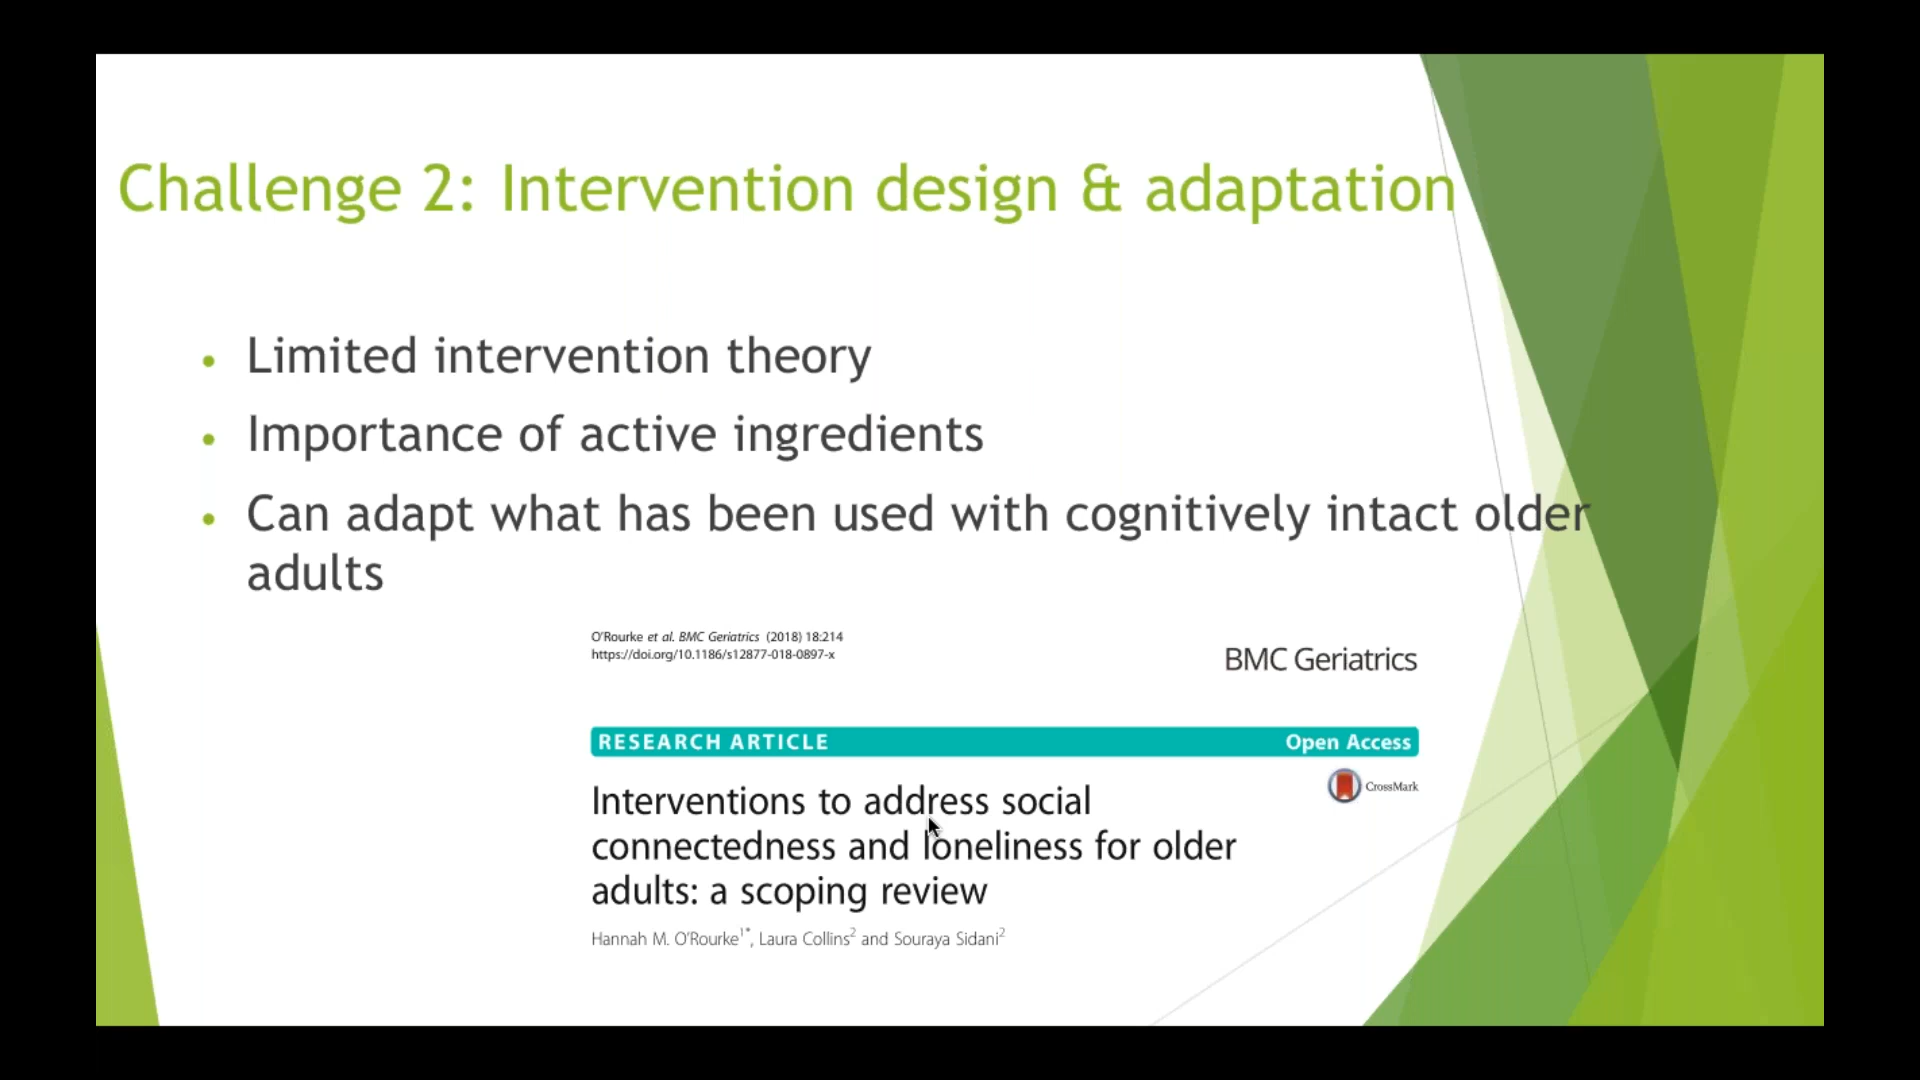 Challenge 2: Intervention design & adaptation
• Limited intervention theory
• Importance of active ingredients
• Can adapt what has been used with cognitively intact older
adults
O'Rourke et al. BMC Geriatrics (2018) 18:214
https://doi.org/10.1186/s12877-018-0897-x
BMC Geriatrics
RESEARCH ARTICLE Open Access
CrossMark
Interventions to address social
connectedness and loneliness for older
adults: a scoping review
Hannah M. O'Rourke1*, Laura Collins2 and Souraya Sidani2